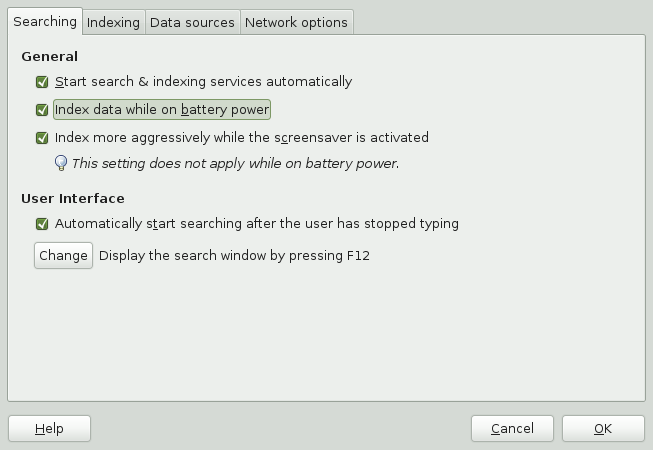 Searching
Indexing
Data sources
Network options
General
Start search & indexing services automatically
Index data while on battery power
Index more aggressively while the screensaver is activated
This setting does not apply while on battery power.
User Interface
Automatically start searching after the user has stopped typing
Change Display the search window by pressing F12
Help
Cancel
OK